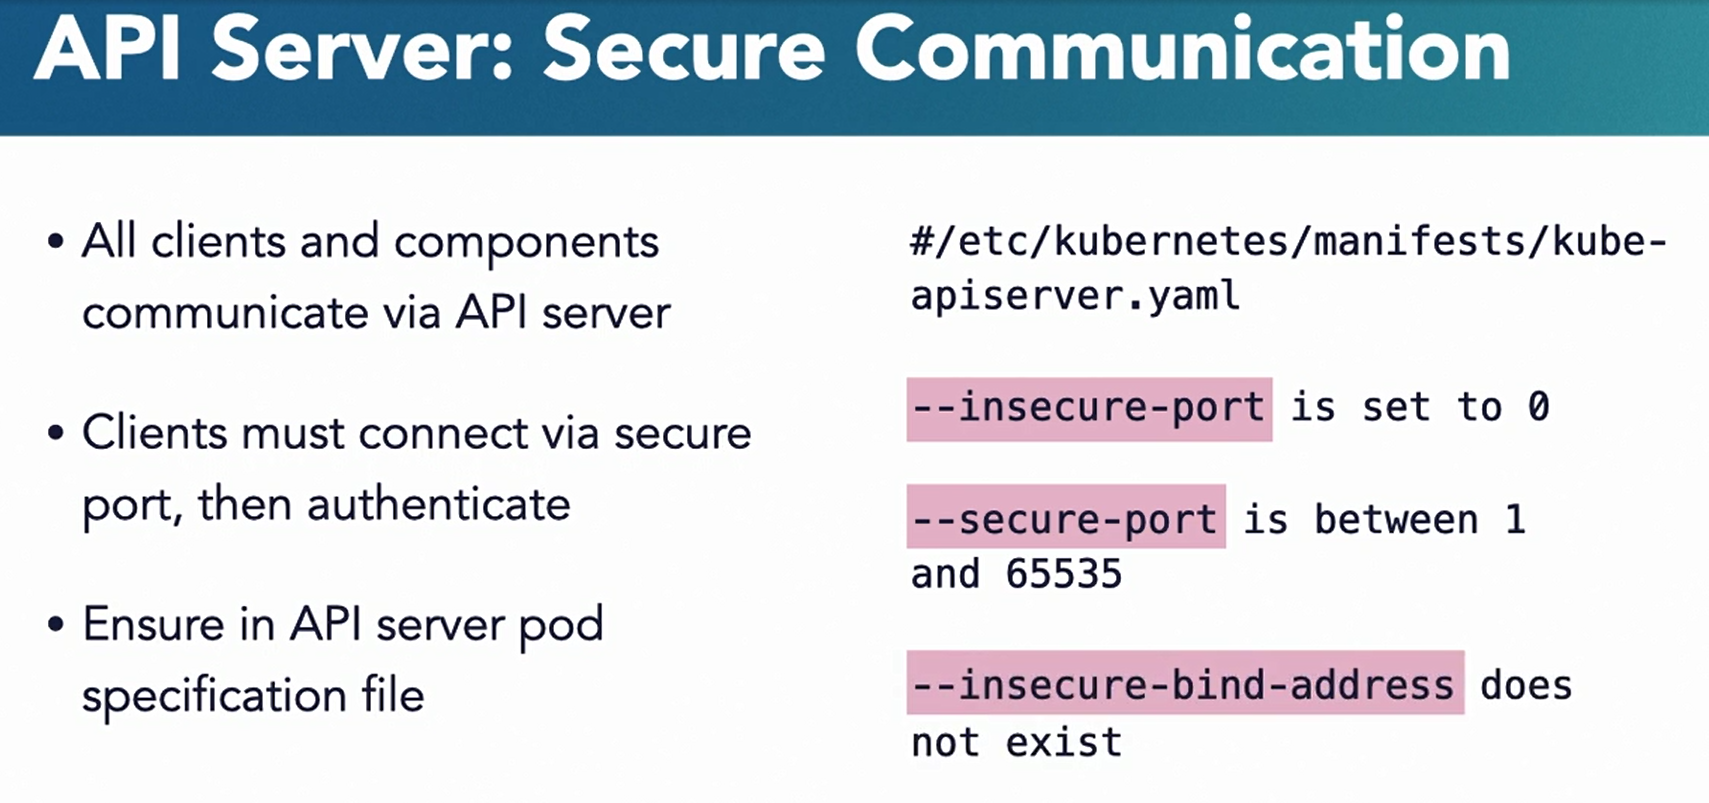 API Server: Secure Communication
• All clients and components
communicate via API server
• Clients must connect via secure
port, then authenticate
• Ensure in API server pod
specification file
#/etc/kubernetes/manifests/kube-
apiserver.yaml
--insecure-port is set to 0
--secure-port is between 1
and 65535
--insecure-bind-address does
not exist